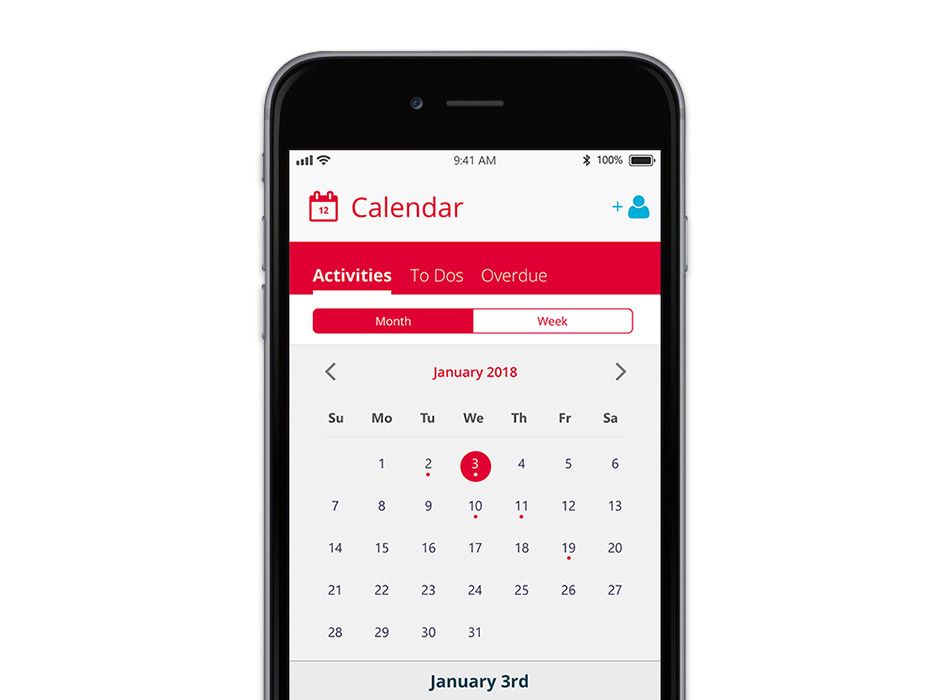 9:41 AM 100%
12 Calendar +
Activities To Dos Overdue
Month Week
January 2018
Su Mo Tu We Th Fr Sa
1 2 3 4 5 6
7 8 9 10 11 12 13
14 15 16 17 18 19 20
21 22 23 24 25 26 27
28 29 30 31
January 3rd